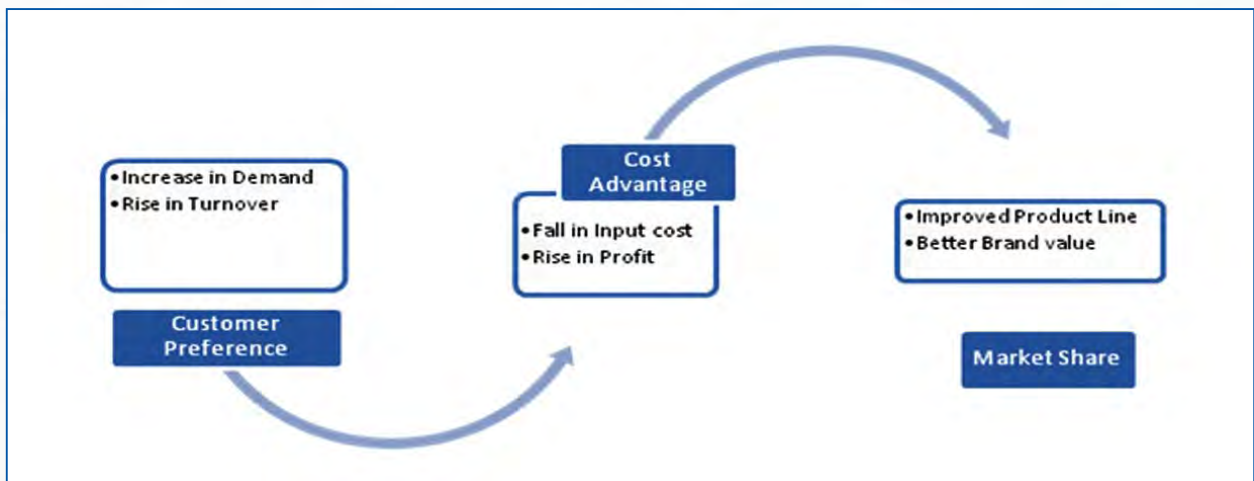 •Increase in Demand
•Rise in Turnover
Customer
Preference
Cost
Advantage
•Fall in Input cost
•Rise in Profit
•Improved Product Line
•Better Brand value
Market Share